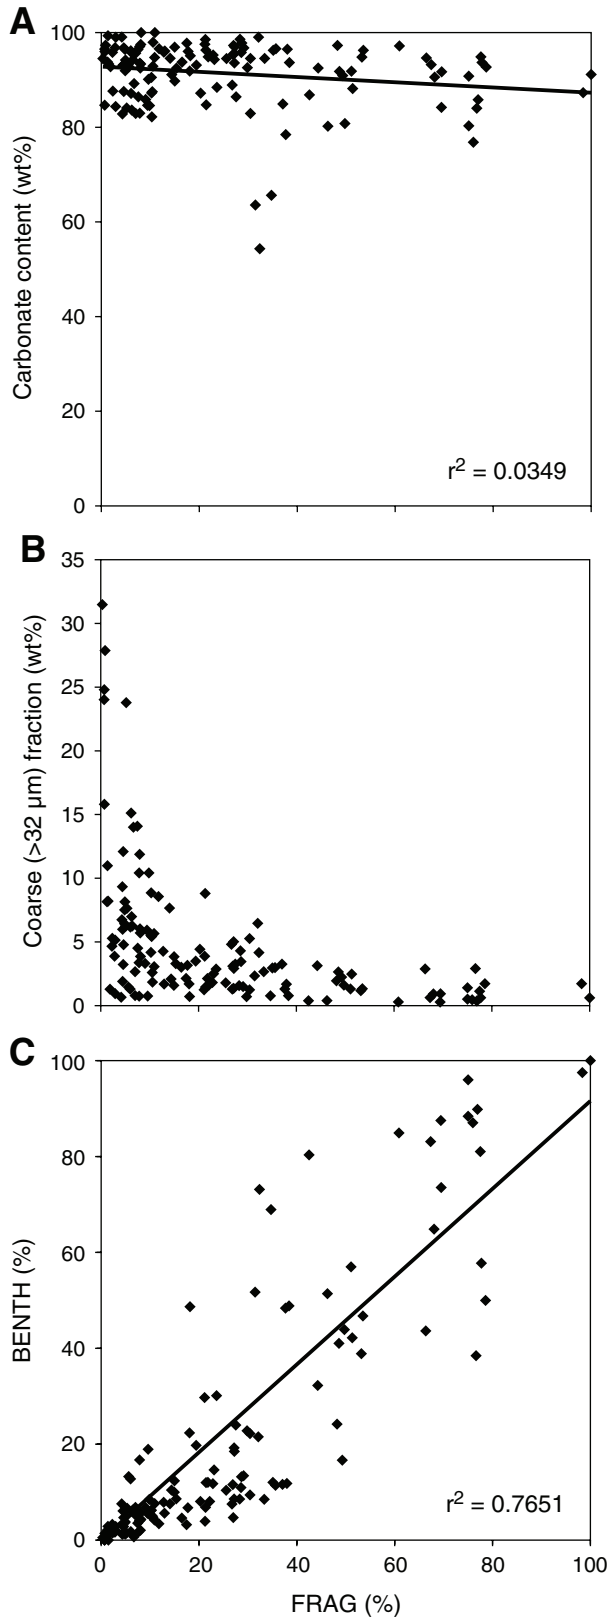 A
100
80
60
40
20
0
Carbonate content (wt%)
r² = 0.0349
B
35
30
25
20
15
10
5
0
Coarse (>32 µm) fraction (wt%)
C
100
80
60
40
20
0
BENTH (%)
r² = 0.7651
0 20 40 60 80 100
FRAG (%)